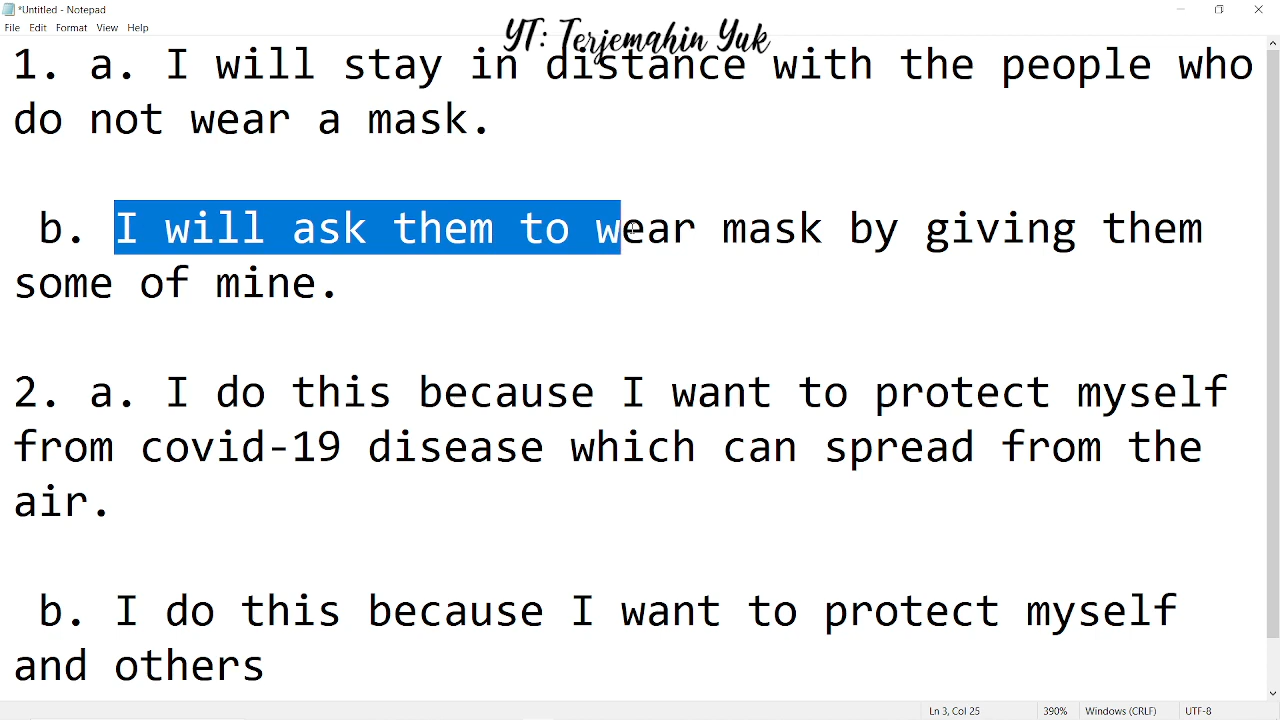 *Untitled - Notepad
File Edit Format View Help
YT: Terjemahin Yuk
1. a. I will stay in distance with the people who
do not wear a mask.
b. I will ask them to wear mask by giving them
some of mine.
2. a. I do this because I want to protect myself
from covid-19 disease which can spread from the
air.
b. I do this because I want to protect myself
and others
Ln 3, Col 25 390% Windows (CRLF) UTF-8